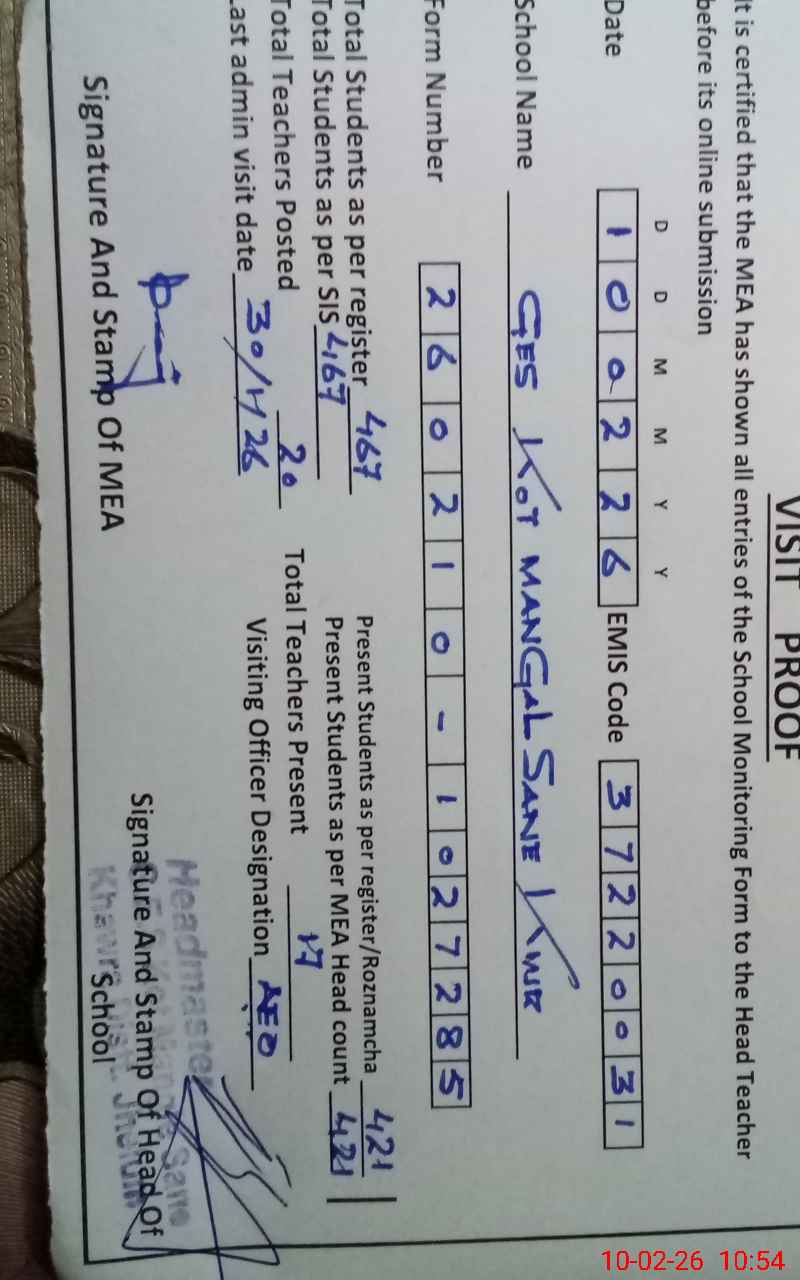 VISIT PROOF
It is certified that the MEA has shown all entries of the School Monitoring Form to the Head Teacher
before its online submission
D D M M Y Y
Date 1 0 0 2 2 6 EMIS Code 3 7 2 2 0 0 3 1
School Name GES KOT MANGAL SANE KWR
Form Number 2 6 0 2 1 0 - 1 0 2 7 2 8 5
Total Students as per register 467 Present Students as per register/Roznamcha 421
Total Students as per SIS 467 Present Students as per MEA Head count 421
Total Teachers Posted 20 Total Teachers Present 17
Last admin visit date 30/1/26 Visiting Officer Designation AEO
Headmaster
Signature And Stamp Of MEA Signature And Stamp Of Head Of
School
10-02-26 10:54